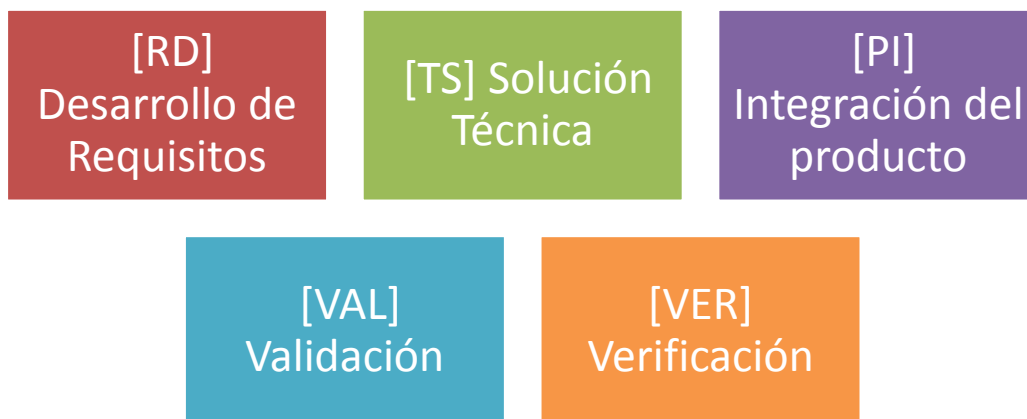 [RD]
Desarrollo de
Requisitos
[TS] Solución
Técnica
[PI]
Integración del
producto
[VAL]
Validación
[VER]
Verificación